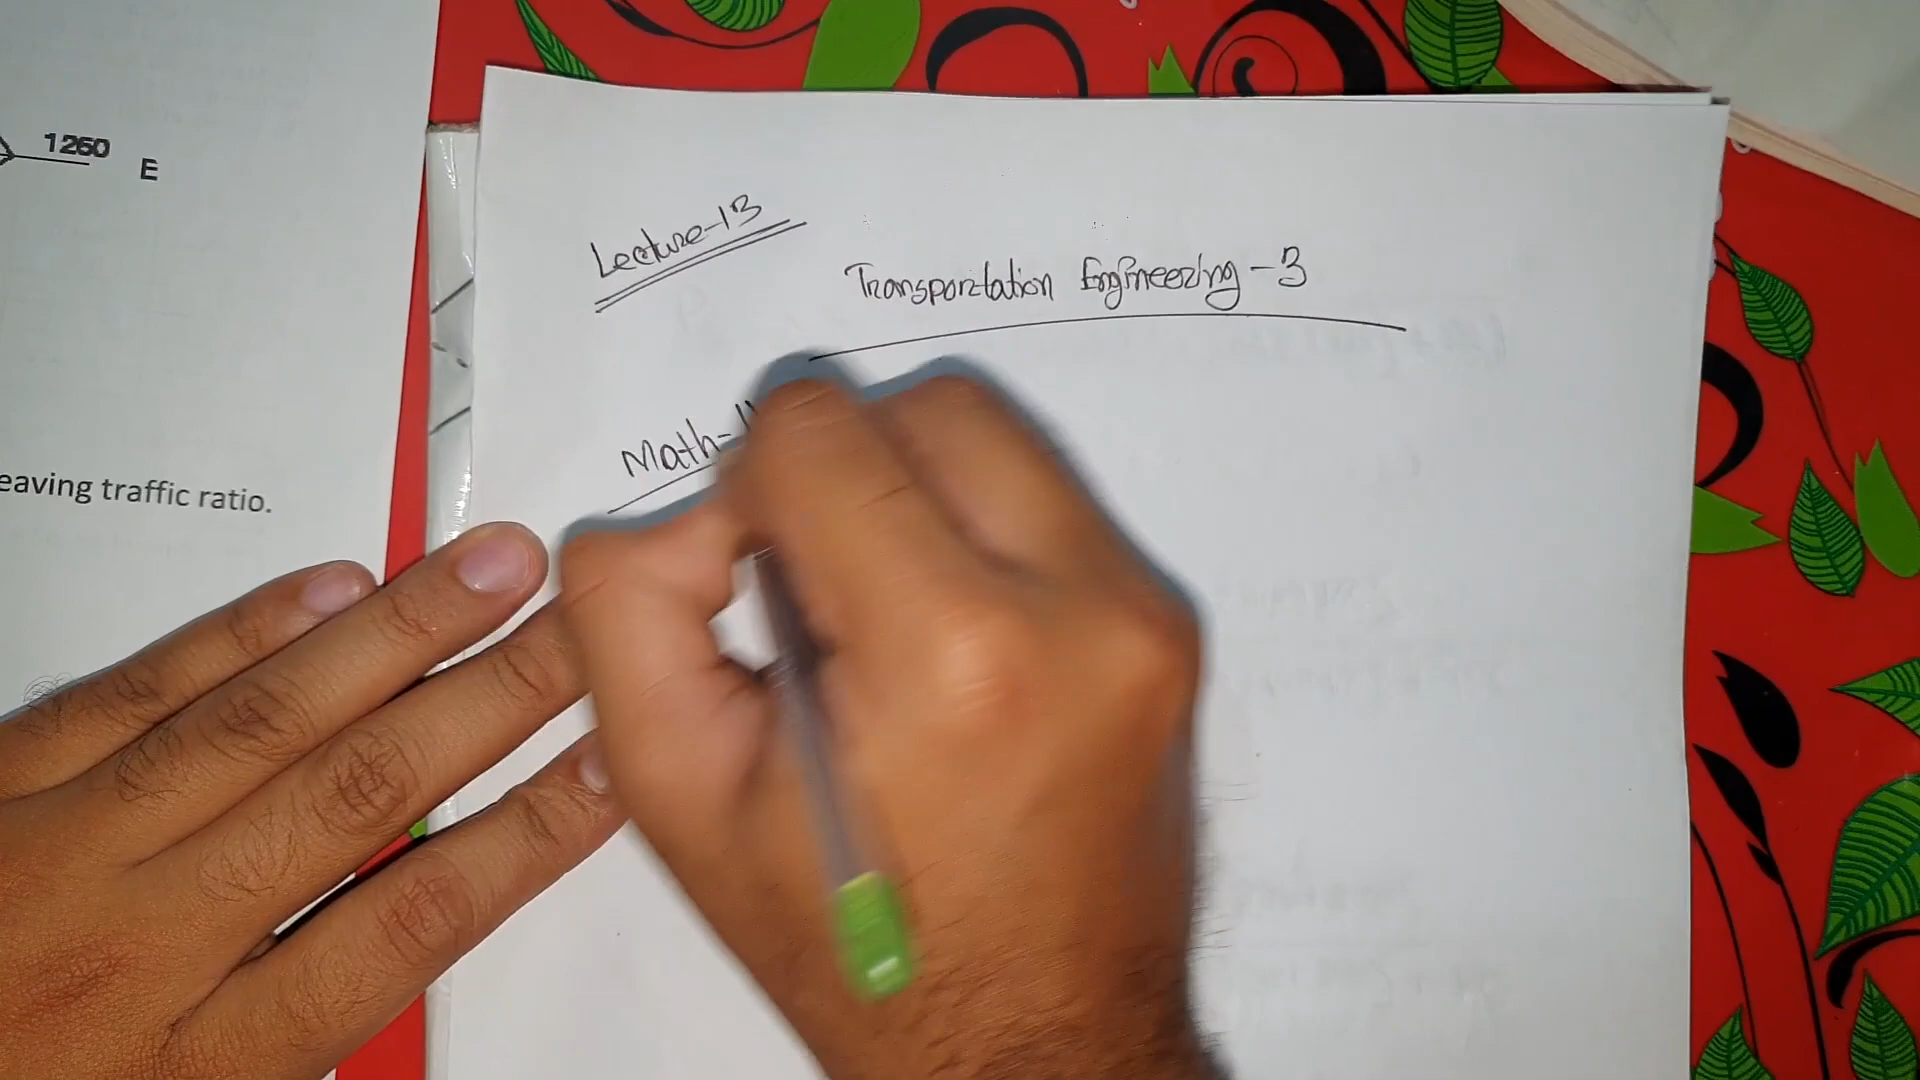 1260
E
eaving traffic ratio.
Lecture-13
Transportation Engineering-3
Math-